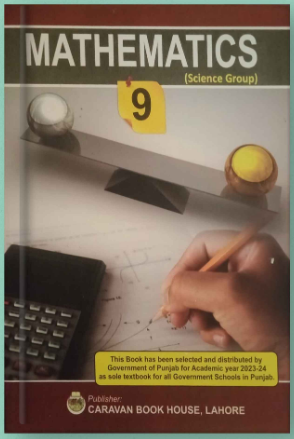 MATHEMATICS
(Science Group)
9
This Book has been selected and distributed by
Government of Punjab for Academic year 2023-24
as sole textbook for all Government Schools in Punjab.
Publisher:
CARAVAN BOOK HOUSE, LAHORE